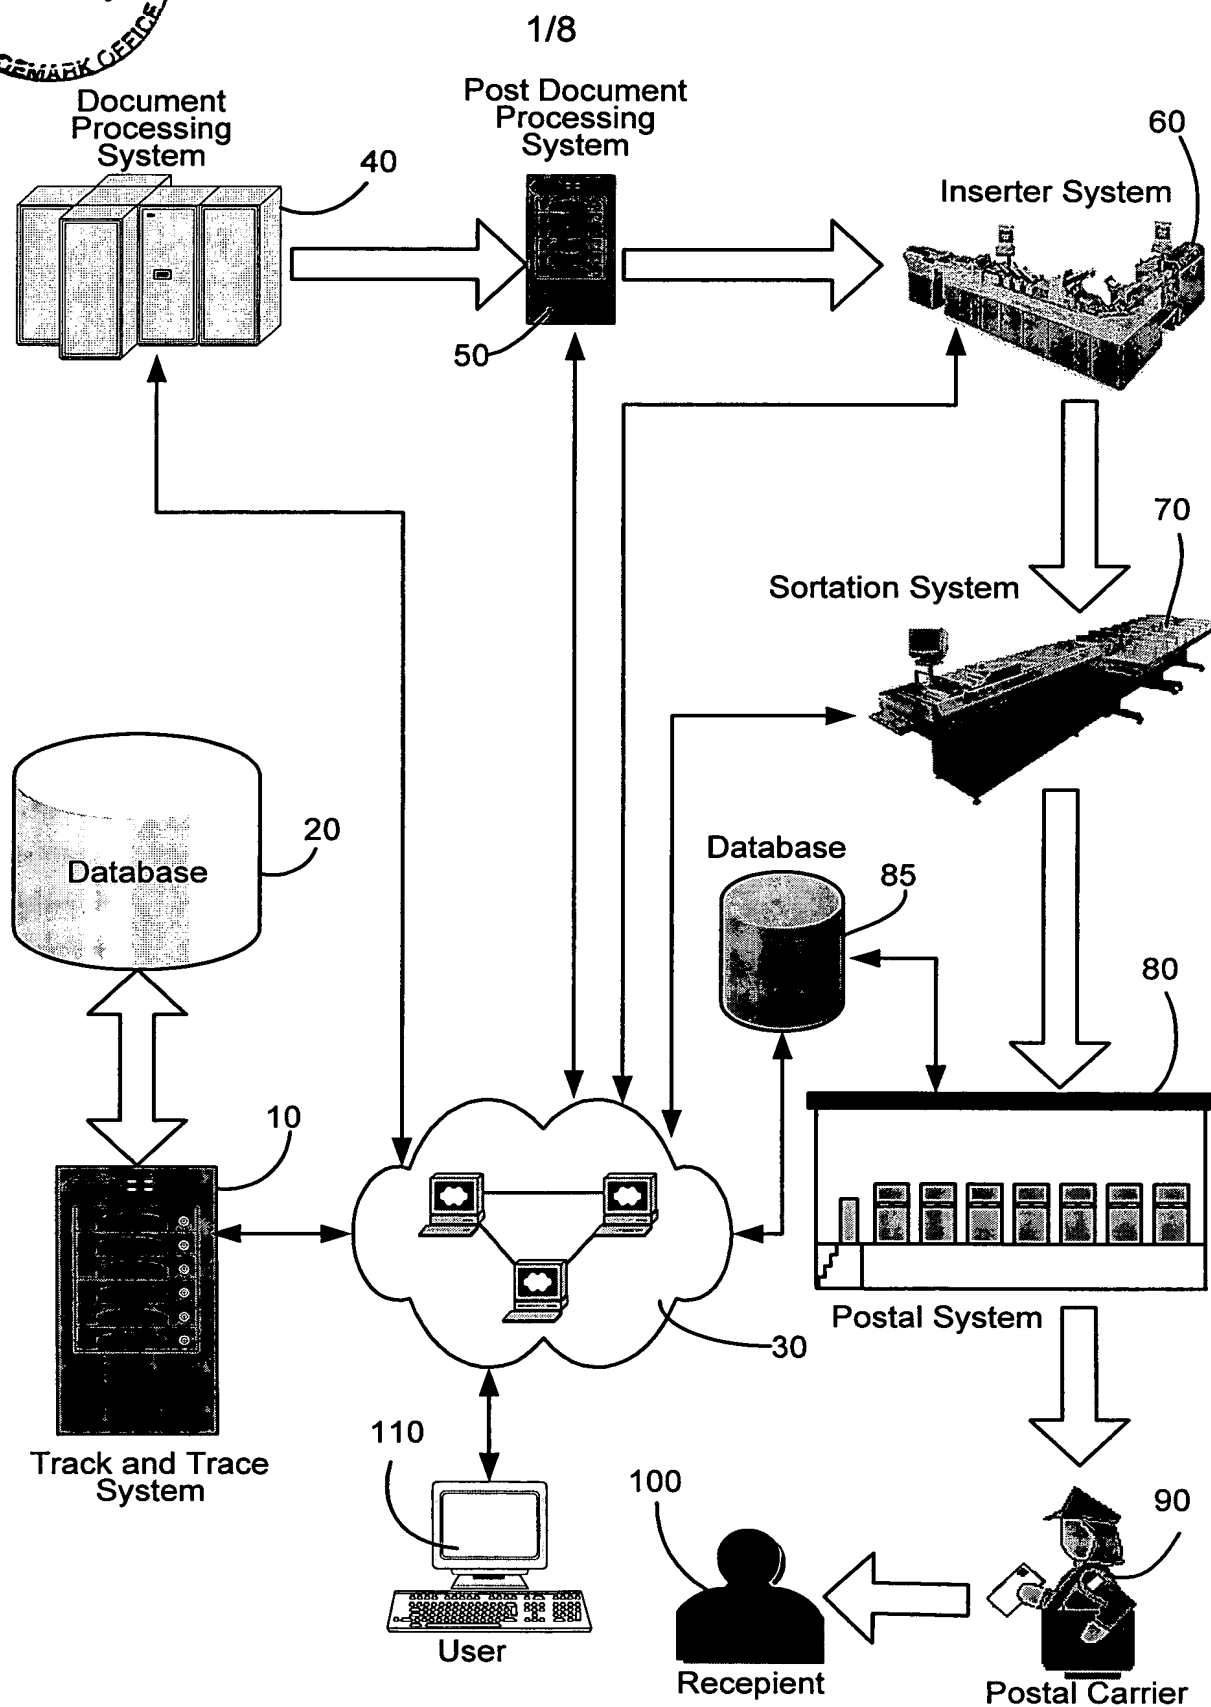 EMARK OFFICE
1/8
Document
Processing
System
40
Post Document
Processing
System
50
60
Inserter System
70
Sortation System
Database
20
Database
85
80
10
30
Postal System
Track and Trace
System
110
User
100
Recepient
90
Postal Carrier